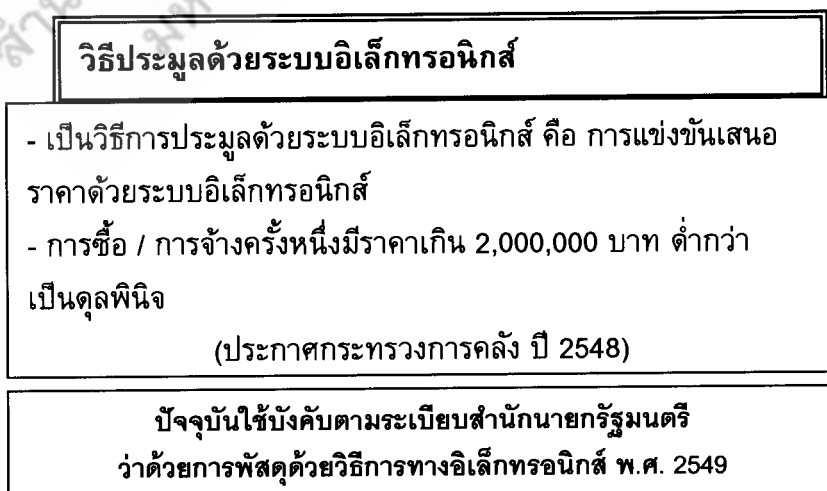 วิธีประมูลด้วยระบบอิเล็กทรอนิกส์
- เป็นวิธีการประมูลด้วยระบบอิเล็กทรอนิกส์ คือ การแข่งขันเสนอ
ราคาด้วยระบบอิเล็กทรอนิกส์
- การซื้อ / การจ้างครั้งหนึ่งมีราคาเกิน 2,000,000 บาท ต่ำกว่า
เป็นดุลพินิจ
(ประกาศกระทรวงการคลัง ปี 2548)
ปัจจุบันใช้บังคับตามระเบียบสำนักนายกรัฐมนตรี
ว่าด้วยการพัสดุด้วยวิธีการทางอิเล็กทรอนิกส์ พ.ศ. 2549